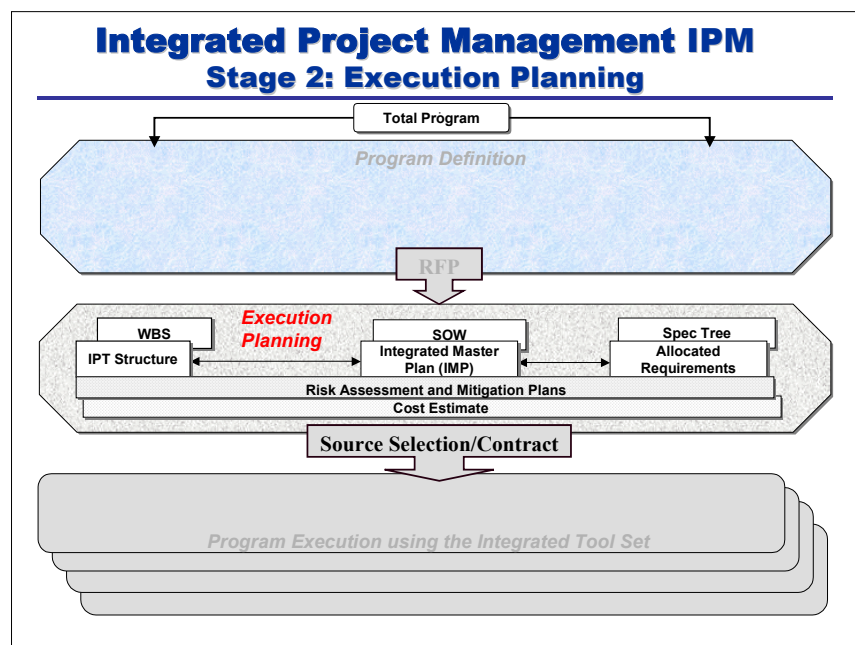 Integrated Project Management IPM
Stage 2: Execution Planning
Total Program
Program Definition
RFP
Execution
Planning
WBS
SOW
Spec Tree
IPT Structure
Integrated Master
Plan (IMP)
Allocated
Requirements
Risk Assessment and Mitigation Plans
Cost Estimate
Source Selection/Contract
Program Execution using the Integrated Tool Set